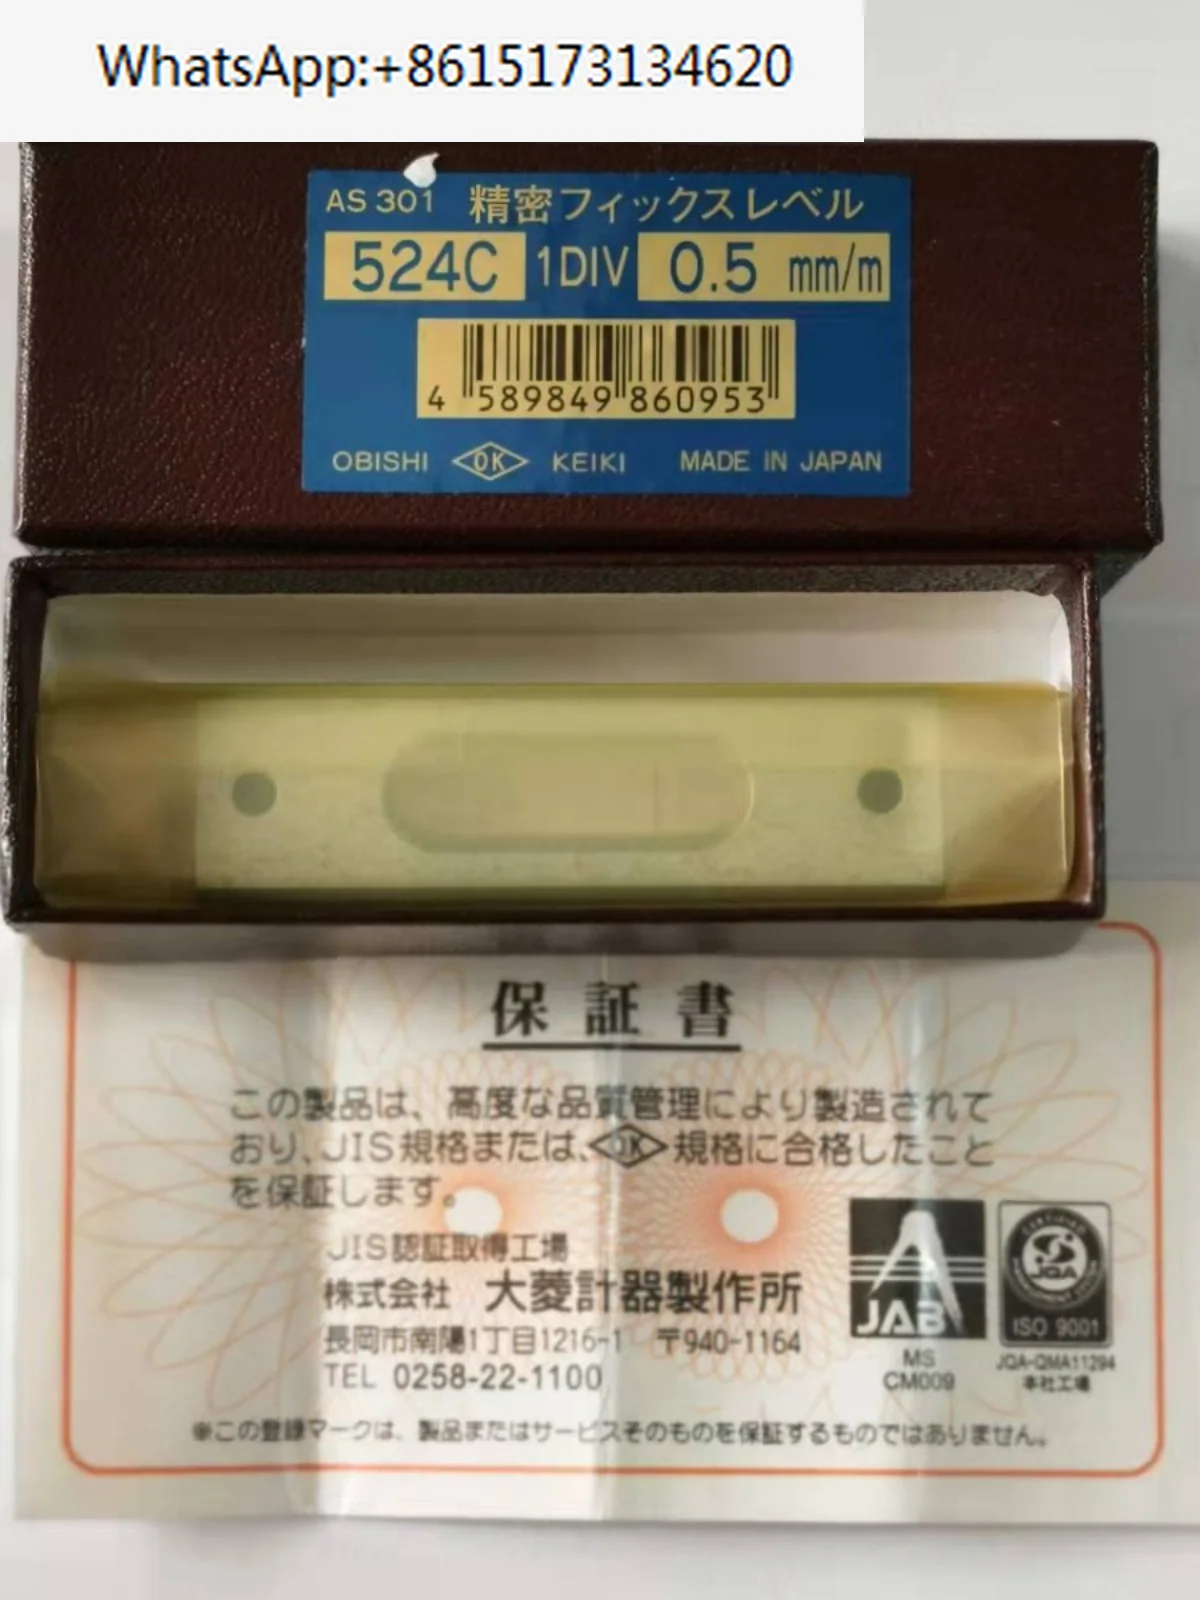 WhatsApp:+8615173134620
AS 301 精密フィックスレベル
524C 1DIV 0.5 mm/m
4 589849 860953
OBISHI OK KEIKI MADE IN JAPAN
保証書
この製品は、高度な品質管理により製造されて
おり、JIS規格または、OK規格に合格したこと
を保証します。
JIS認証取得工場
株式会社 大菱計器製作所
長岡市南陽1丁目1216-1 〒940-1164
TEL 0258-22-1100
JAB
MS
CM009
CERTIFIED
JQA
MANAGEMENT SYSTEM
ISO 9001
JQA-QMA11294
本社工場
※この登録マークは、製品またはサービスそのものを保証するものではありません。